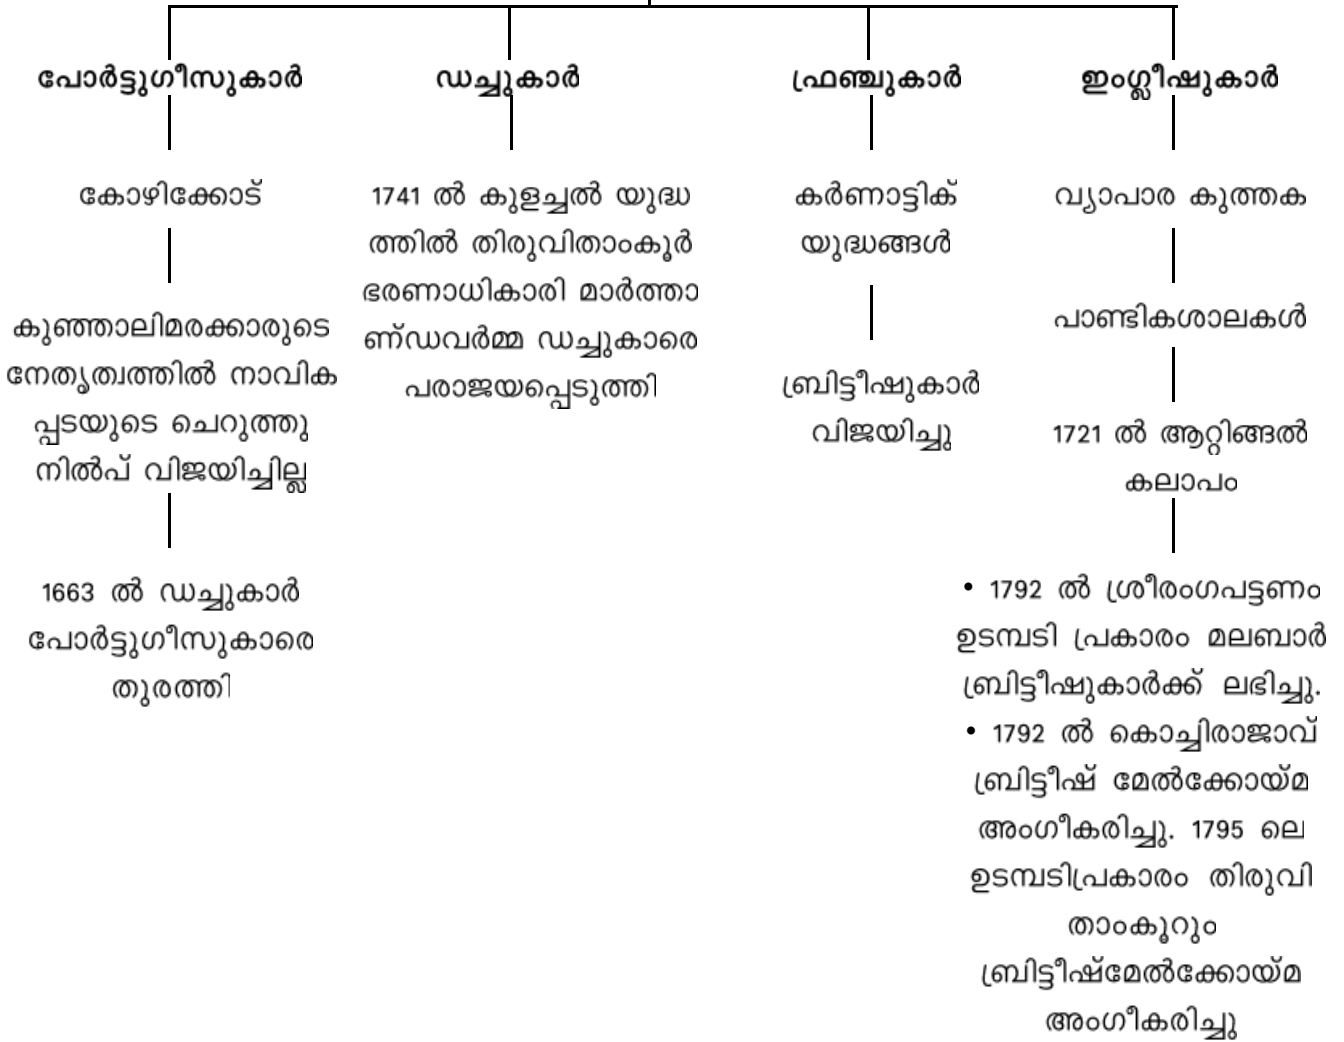 പോർട്ടുഗീസുകാർ
കോഴിക്കോട്
കുഞ്ഞാലിമരക്കാരുടെ
നേതൃത്വത്തിൽ നാവിക
പ്പടയുടെ ചെറുത്തു
നിൽപ് വിജയിച്ചില്ല
1663 ൽ ഡച്ചുകാർ
പോർട്ടുഗീസുകാരെ
തുരത്തി
ഡച്ചുകാർ
1741 ൽ കുളച്ചൽ യുദ്ധ
ത്തിൽ തിരുവിതാംകൂർ
ഭരണാധികാരി മാർത്താ
ണ്ഡവർമ്മ ഡച്ചുകാരെ
പരാജയപ്പെടുത്തി
ഫ്രഞ്ചുകാർ
കർണാട്ടിക്
യുദ്ധങ്ങൾ
ബ്രിട്ടീഷുകാർ
വിജയിച്ചു
ഇംഗ്ലീഷുകാർ
വ്യാപാര കുത്തക
പാണ്ടികശാലകൾ
1721 ൽ ആറ്റിങ്ങൽ
കലാപം
• 1792 ൽ ശ്രീരംഗപട്ടണം
ഉടമ്പടി പ്രകാരം മലബാർ
ബ്രിട്ടീഷുകാർക്ക് ലഭിച്ചു.
• 1792 ൽ കൊച്ചിരാജാവ്
ബ്രിട്ടീഷ് മേൽക്കോയ്മ
അംഗീകരിച്ചു. 1795 ലെ
ഉടമ്പടിപ്രകാരം തിരുവി
താംകൂറും
ബ്രിട്ടീഷ്മേൽക്കോയ്മ
അംഗീകരിച്ചു